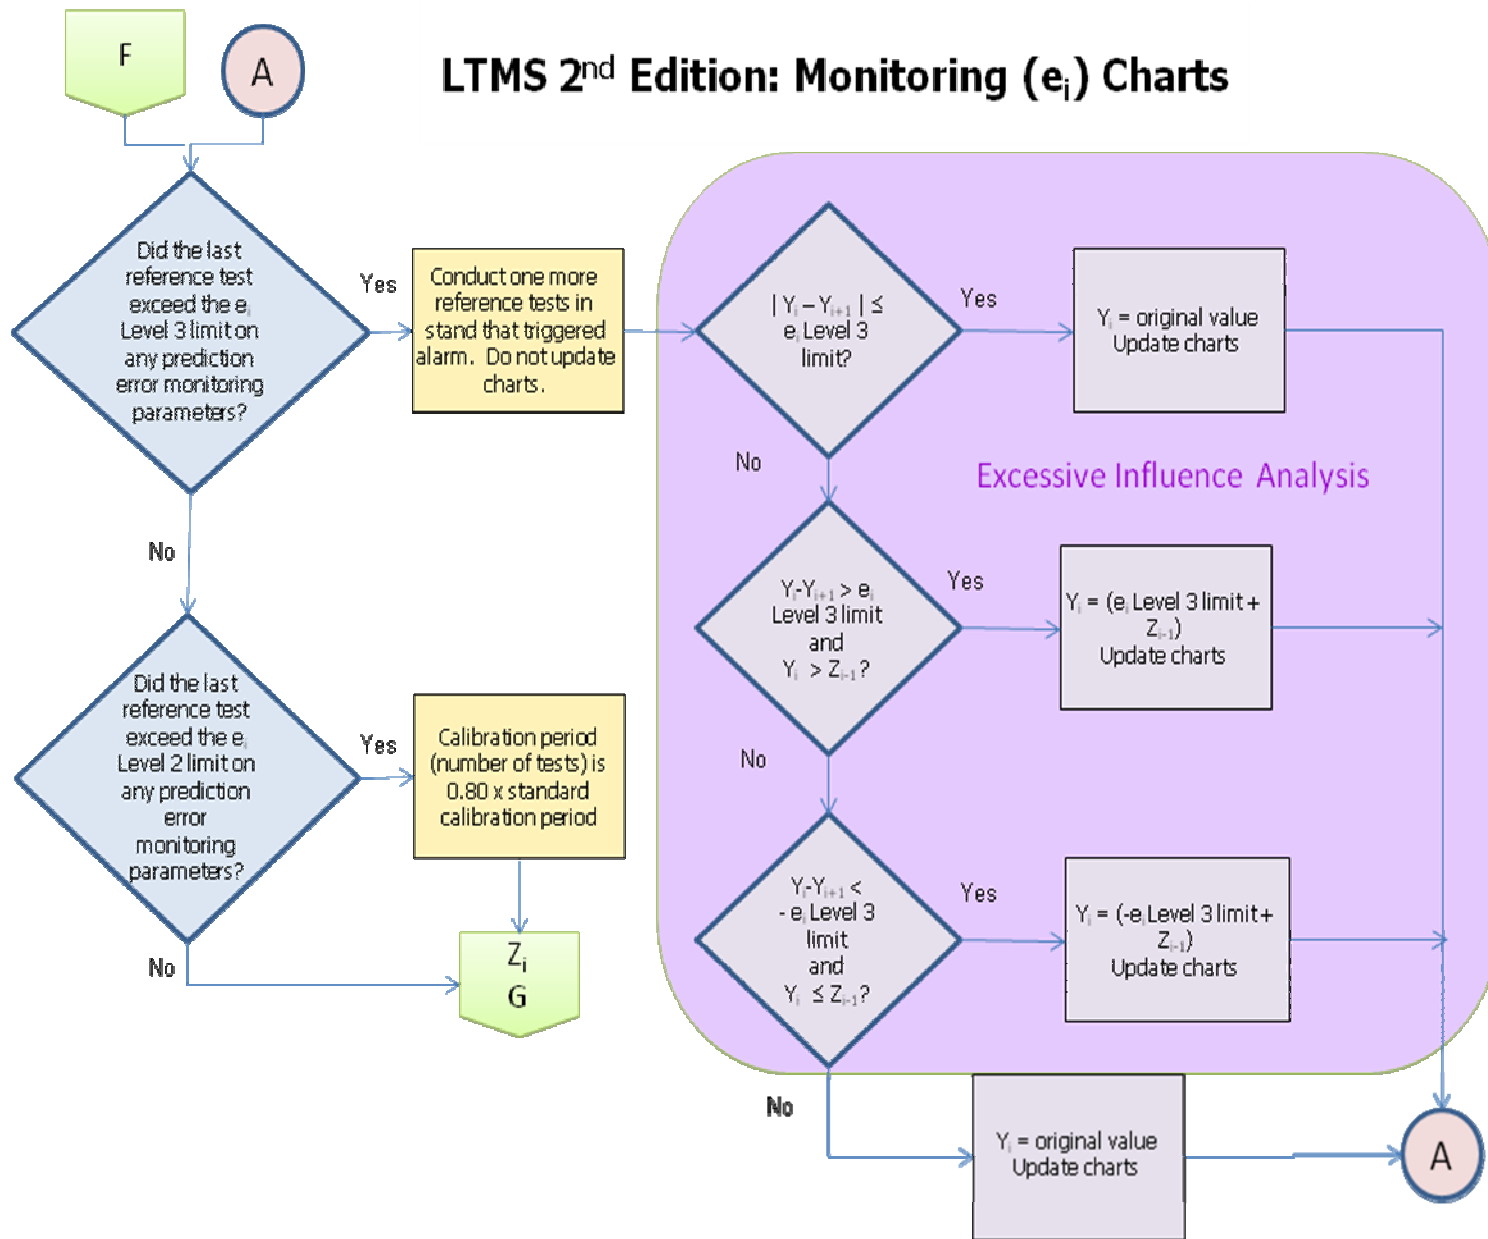 F
A
LTMS 2nd Edition: Monitoring (ei) Charts
Did the last
reference test
exceed the ei
Level 3 limit on
any prediction
error monitoring
parameters?
Yes
Conduct one more
reference tests in
stand that triggered
alarm. Do not update
charts.
| Yi – Yi+1 | ≤
ei Level 3
limit?
Yes
Yi = original value
Update charts
No
Excessive Influence Analysis
No
Yi-Yi+1 > ei
Level 3 limit
and
Yi > Zi-1?
Yes
Yi = (ei Level 3 limit +
Zi-1)
Update charts
Did the last
reference test
exceed the ei
Level 2 limit on
any prediction
error
monitoring
parameters?
Yes
Calibration period
(number of tests) is
0.80 x standard
calibration period
No
Yi-Yi+1 <
- ei Level 3
limit
and
Yi ≤ Zi-1?
Yes
Yi = (-ei Level 3 limit +
Zi-1)
Update charts
No
Zi
G
No
Yi = original value
Update charts
A